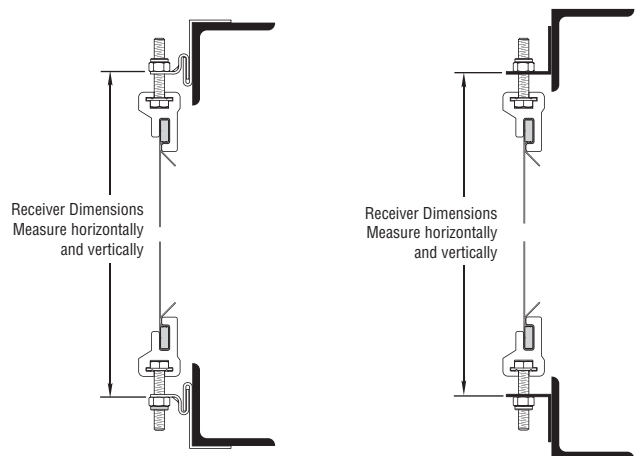 Receiver Dimensions
Measure horizontally
and vertically
Receiver Dimensions
Measure horizontally
and vertically